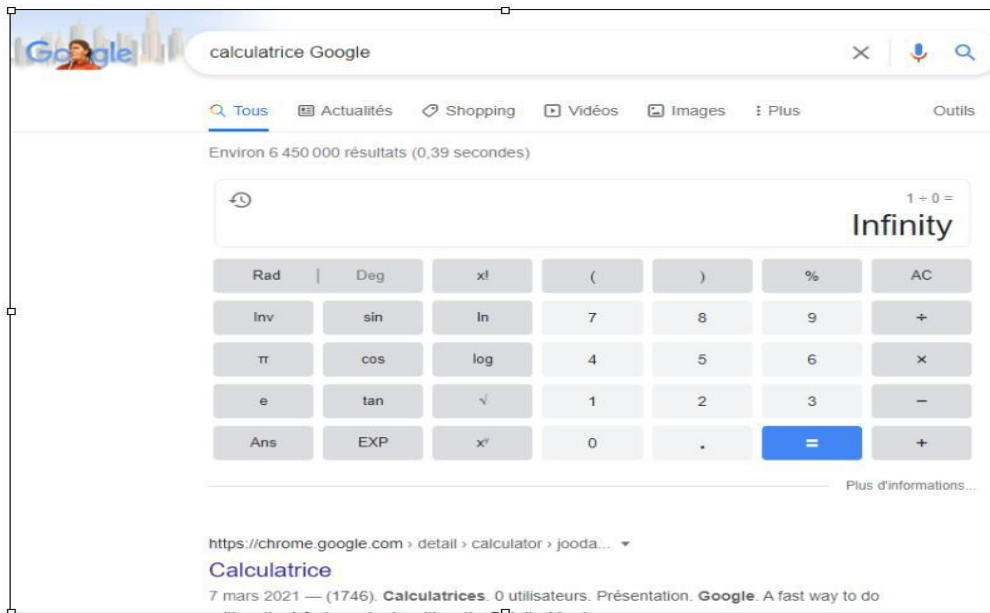 Google
calculatrice Google
Tous Actualités Shopping Vidéos Images Plus Outils
Environ 6 450 000 résultats (0,39 secondes)
1 ÷ 0 =
Infinity
Rad | Deg x! ( ) % AC
Inv sin ln 7 8 9 ÷
π cos log 4 5 6 ×
e tan √ 1 2 3 −
Ans EXP xʸ 0 . = +
Plus d'informations...
https://chrome.google.com › detail › calculator › jooda...
Calculatrice
7 mars 2021 — (1746). Calculatrices. 0 utilisateurs. Présentation. Google. A fast way to do